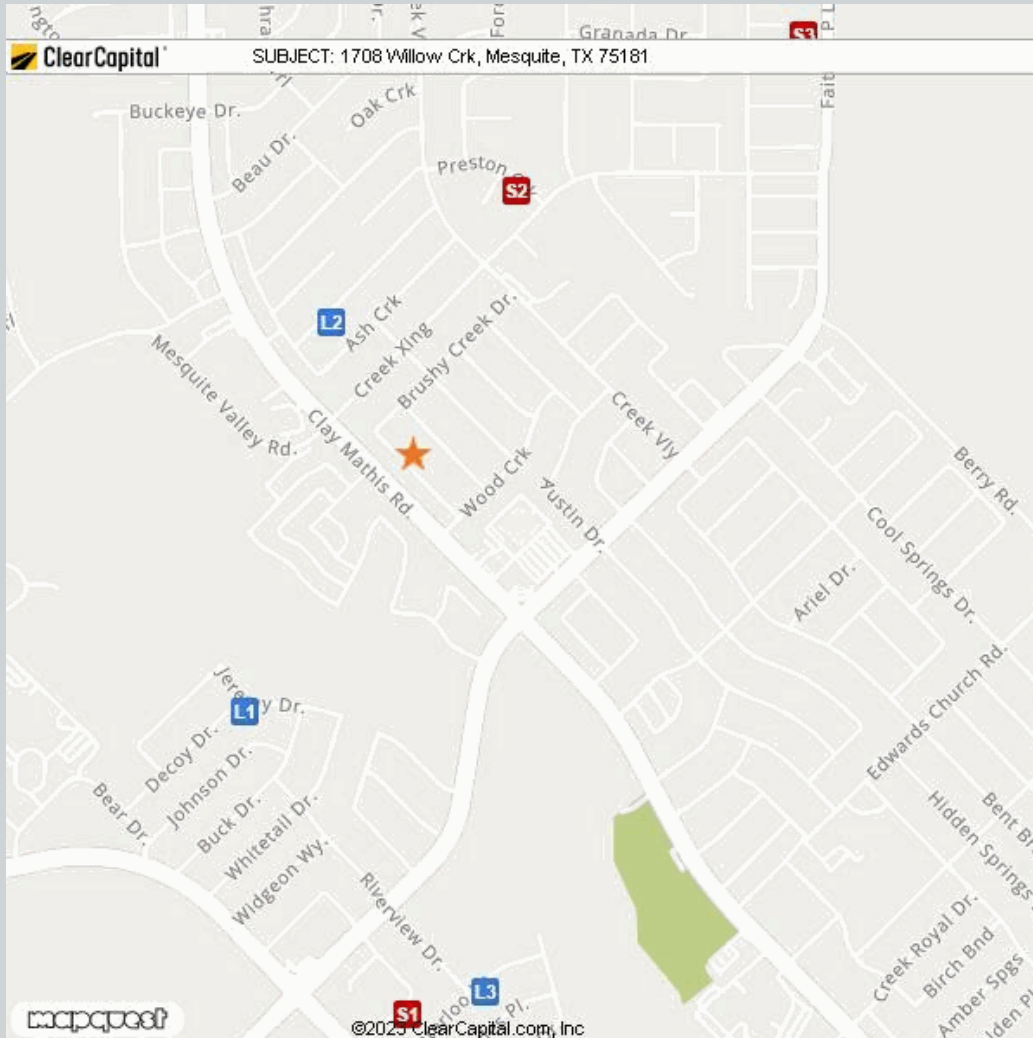 Granada Dr.
S3
ClearCapital
SUBJECT: 1708 Willow Crk, Mesquite, TX 75181
Buckeye Dr.
Oak Crk
Beau Dr.
Preston
S2
L2
Ash Crk
Creek Xing
Brushy Creek Dr.
Mesquite Valley Rd.
Clay Mathis Rd.
Wood Crk
Austin Dr.
Creek Vly
Berry Rd.
Cool Springs Dr.
Ariel Dr.
Edwards Church Rd.
L1
Decoy Dr.
Johnson Dr.
Bear Dr.
Buck Dr.
Whitetail Dr.
Widgeon Wy.
Riverview Dr.
Hidden Springs
Creek Royal Dr.
Birch Bnd
Amber Spgs
L3
S1
mapquest
©2025 ClearCapital.com, Inc